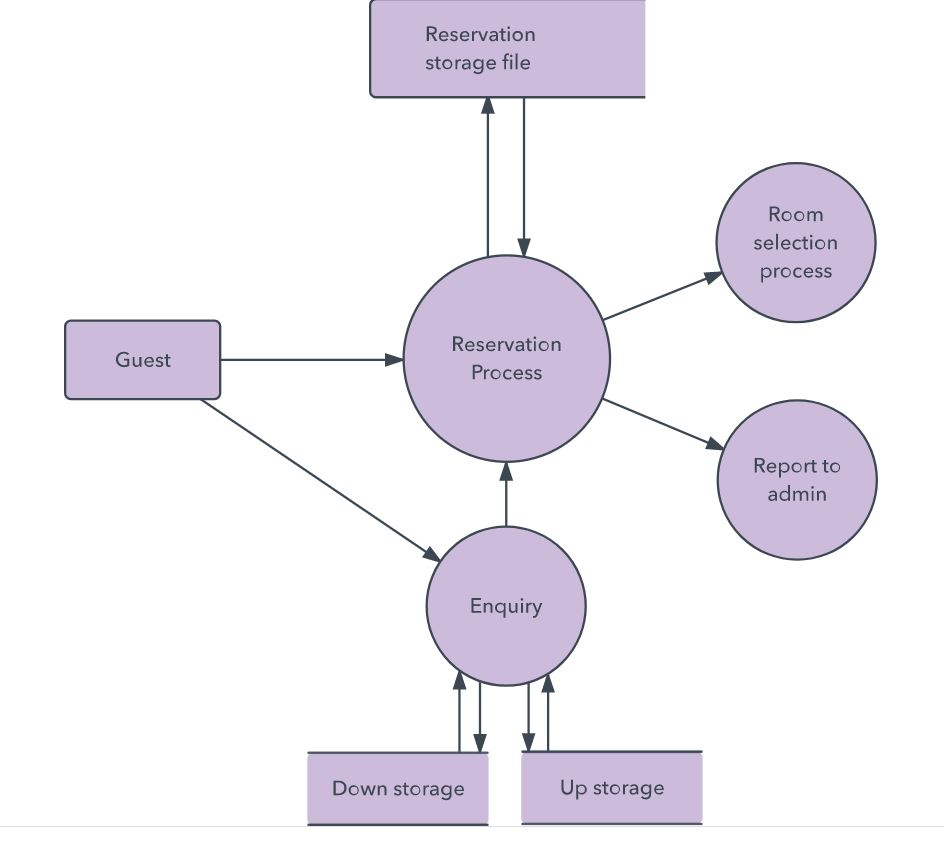 Reservation
storage file
Room
selection
process
Reservation
Process
Guest
Report to
admin
Enquiry
Down storage
Up storage